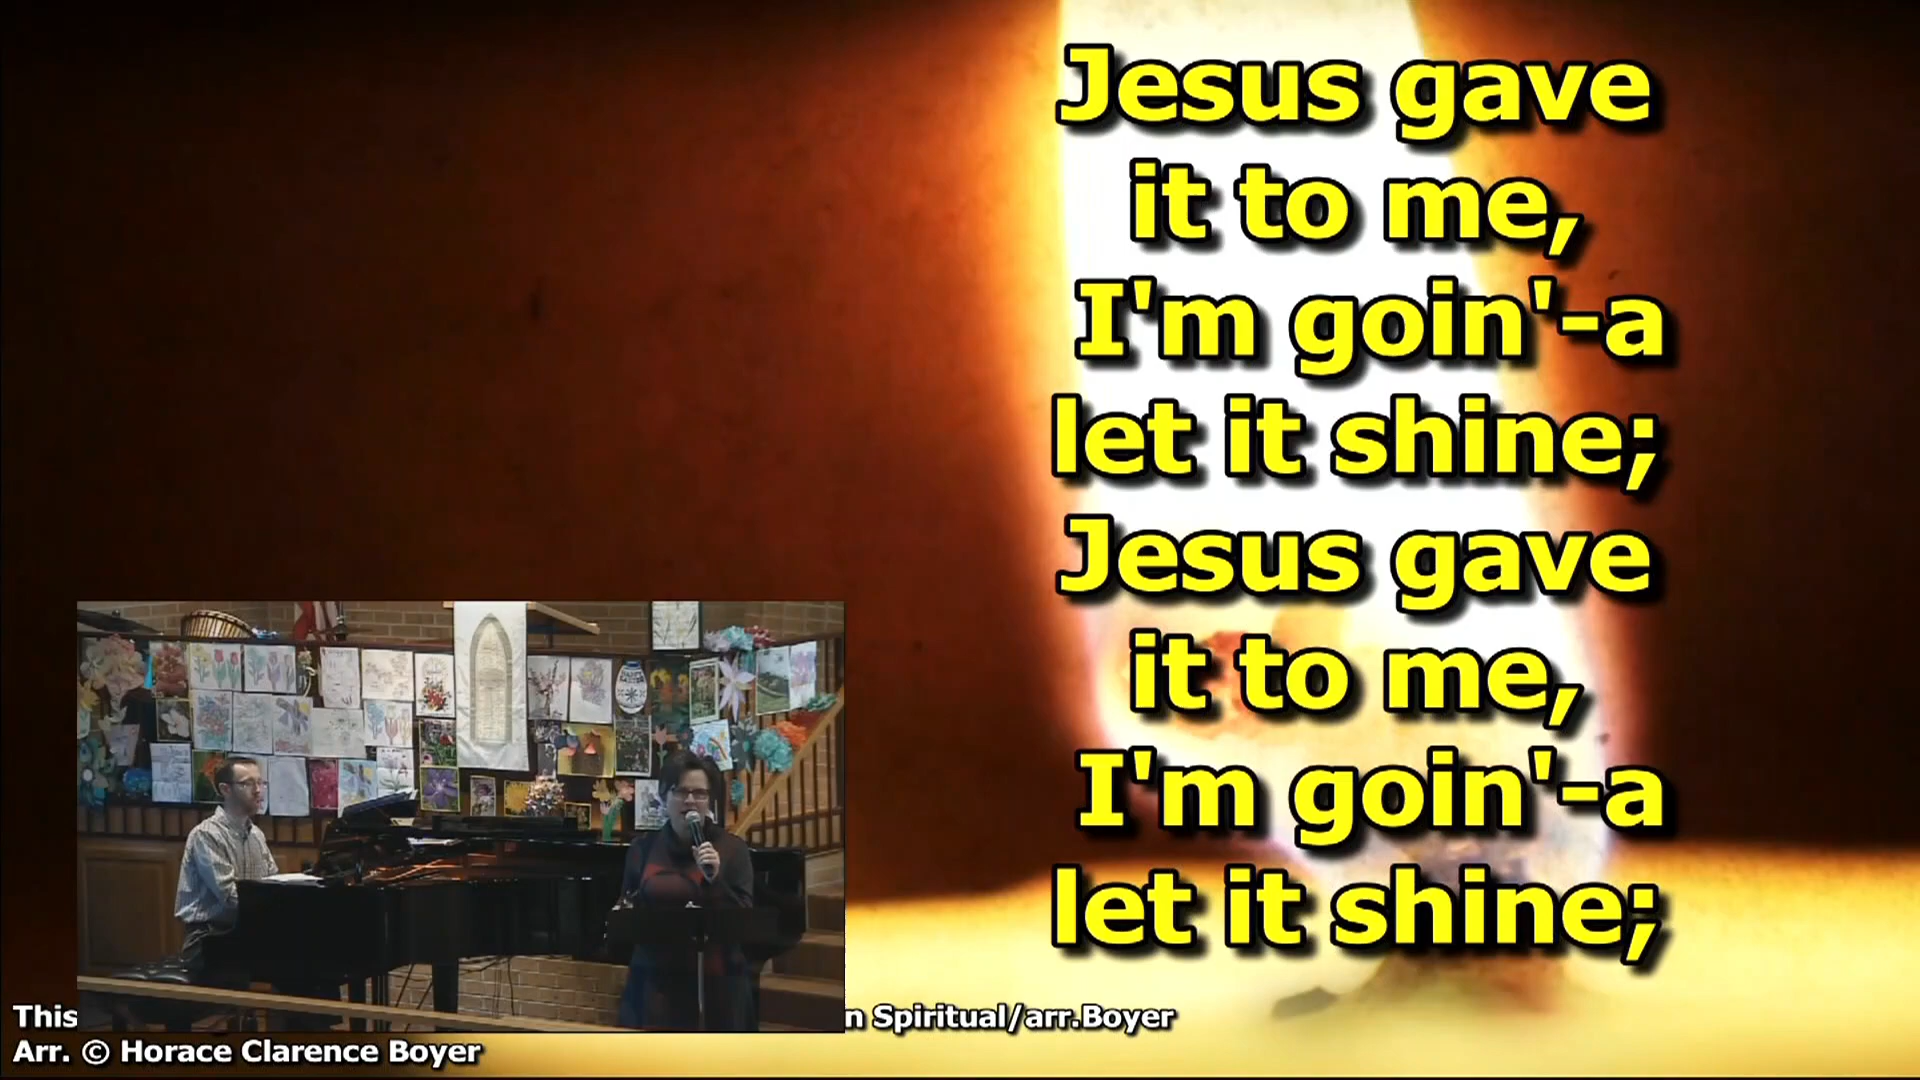 Jesus gave
it to me,
I'm goin'-a
let it shine;
Jesus gave
it to me,
I'm goin'-a
let it shine;
This
n Spiritual/arr.Boyer
Arr. © Horace Clarence Boyer